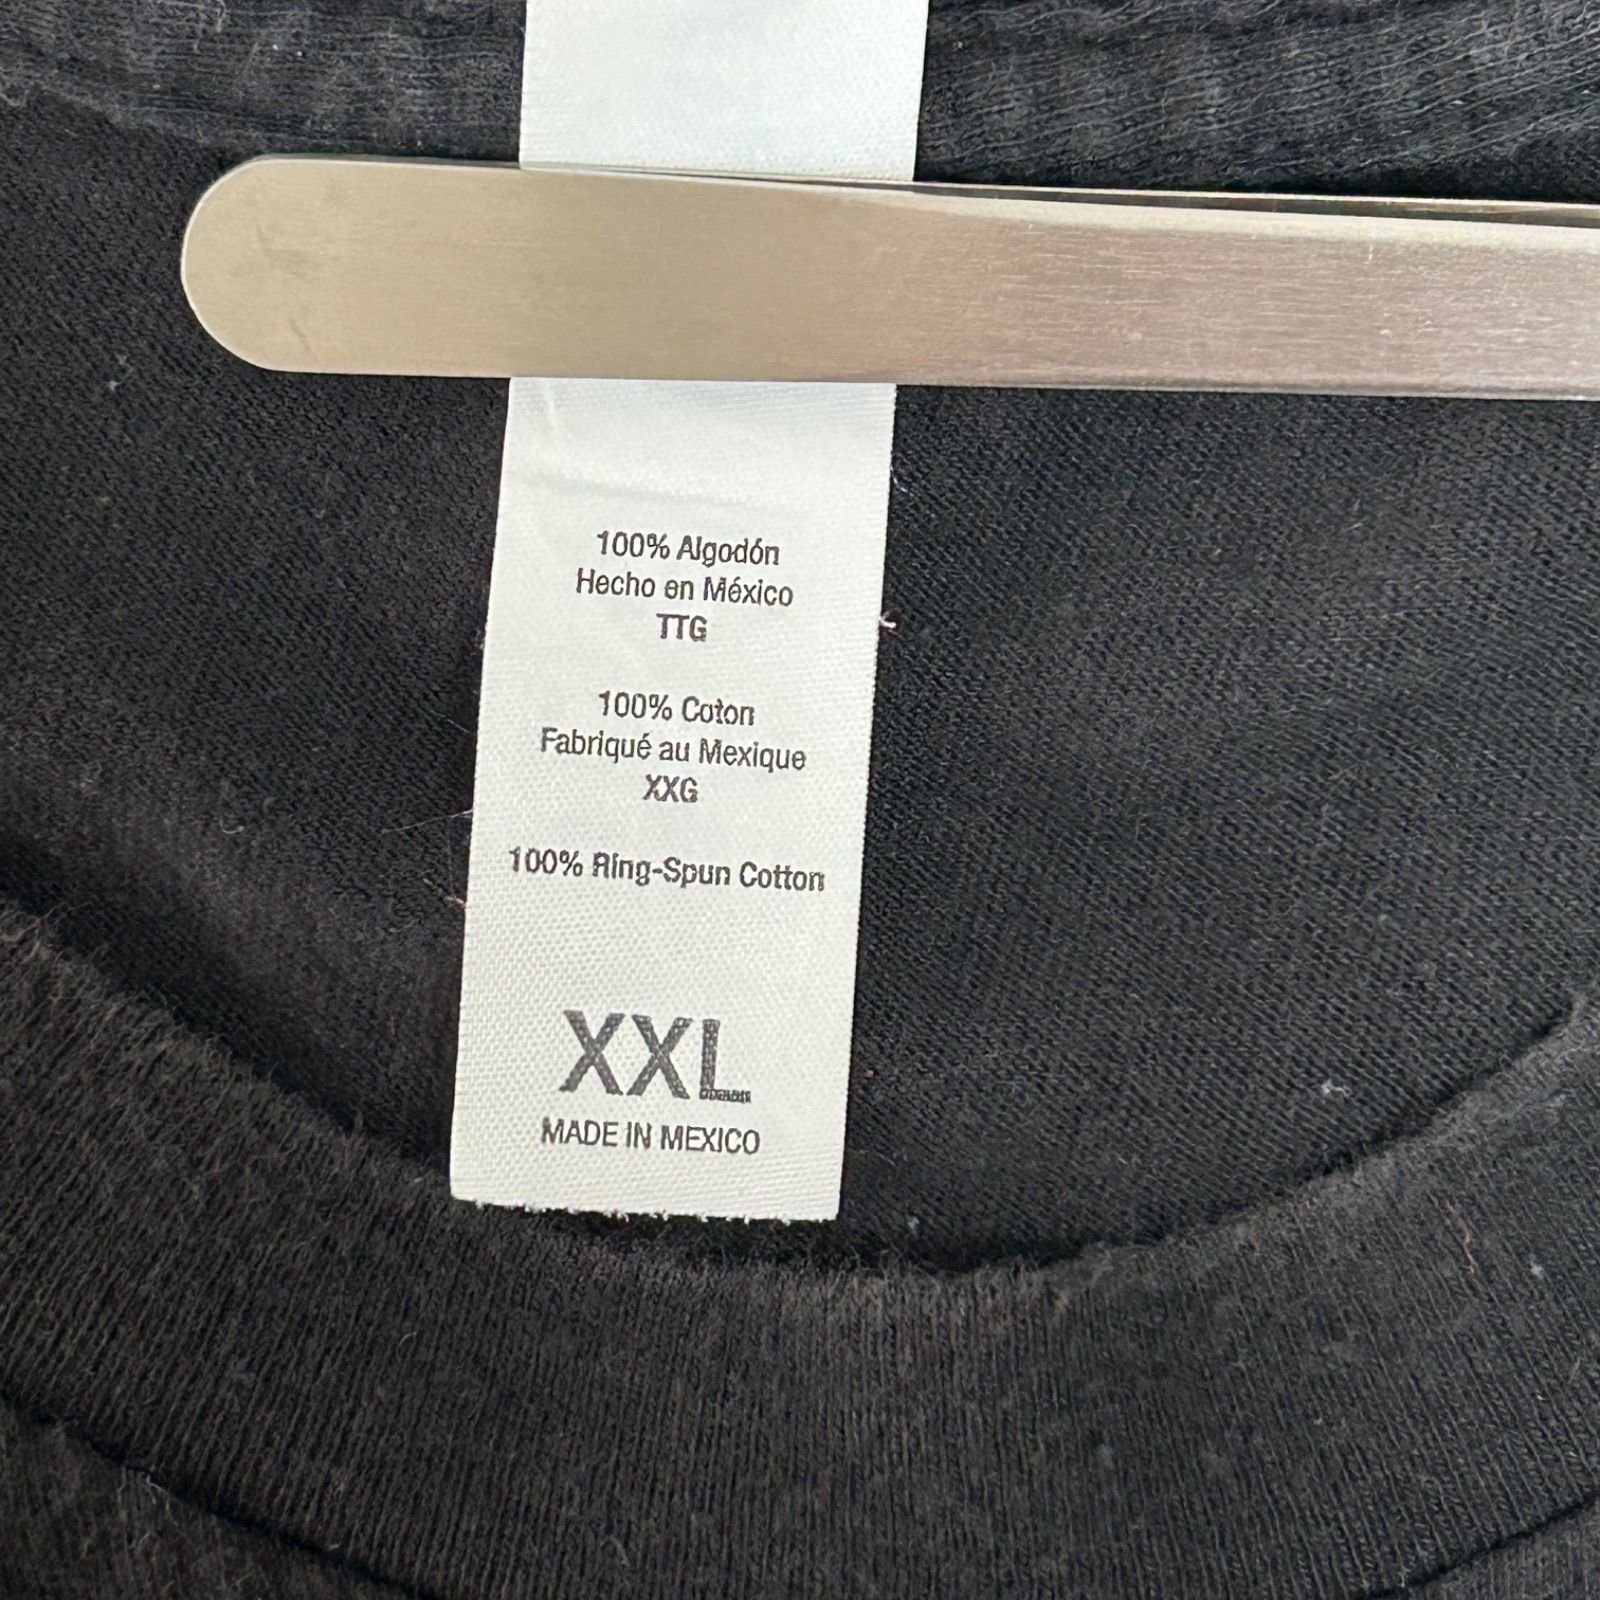 100% Algodón
Hecho en México
TTG
100% Coton
Fabriqué au Mexique
XXG
100% Ring-Spun Cotton
XXL
MADE IN MEXICO